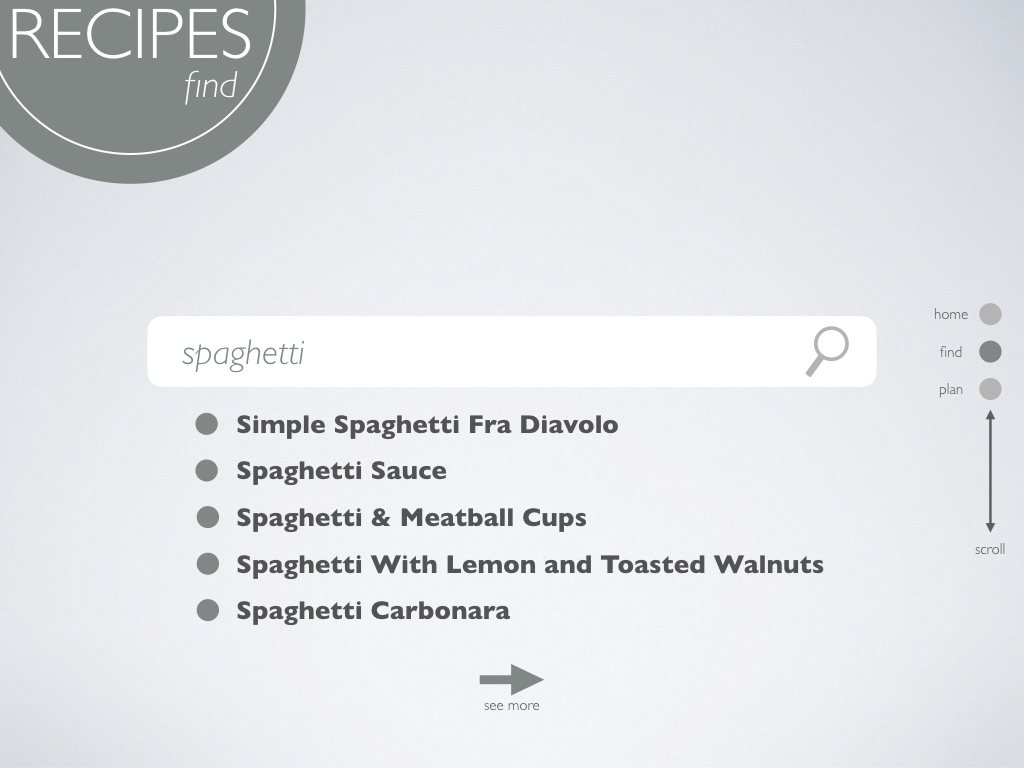 RECIPES
find
spaghetti
Simple Spaghetti Fra Diavolo
Spaghetti Sauce
Spaghetti & Meatball Cups
Spaghetti With Lemon and Toasted Walnuts
Spaghetti Carbonara
see more
home
find
plan
scroll